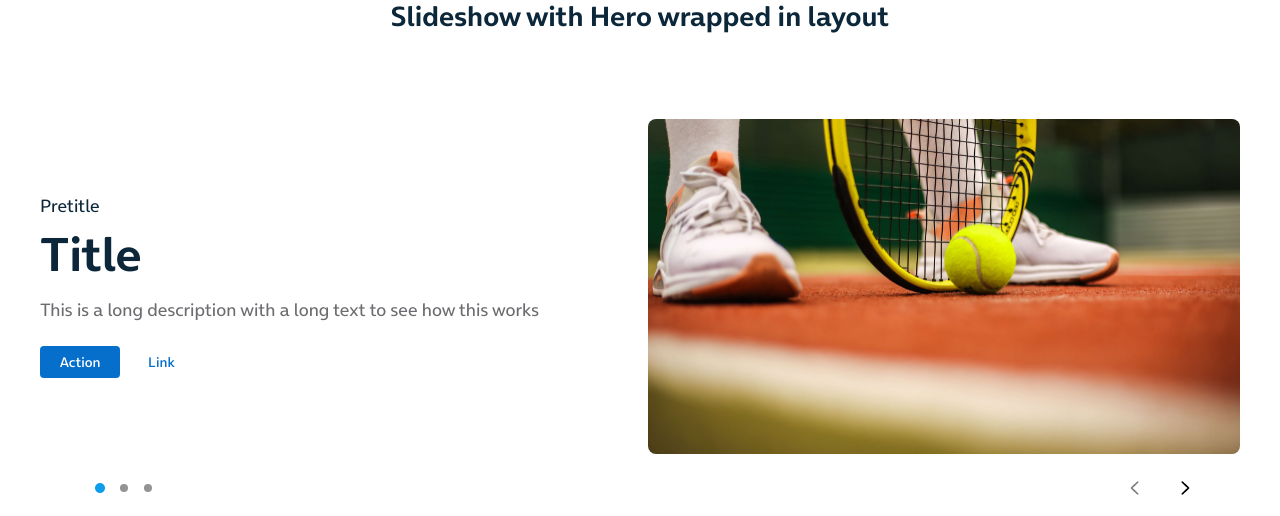 Slideshow with Hero wrapped in layout
Pretitle
Title
This is a long description with a long text to see how this works
Action
Link